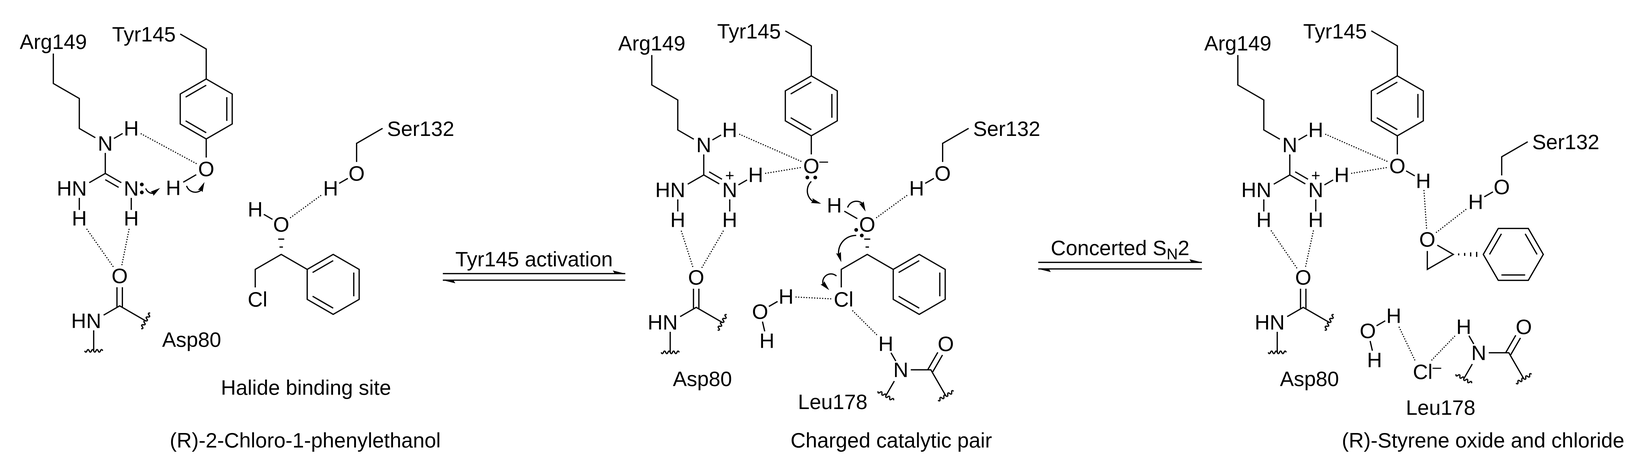 Arg149
Tyr145
Ser132
H
N
O
H
HN
N:
H
H
O
H
H
O
Cl
O
HN
Asp80
Halide binding site
(R)-2-Chloro-1-phenylethanol
Tyr145 activation
Arg149
Tyr145
Ser132
H
N
O–
H
+
HN
N
H
H
O
H
H
O
Cl
H
O
H
O
HN
Asp80
H
N
O
Leu178
Charged catalytic pair
Concerted SN2
Arg149
Tyr145
Ser132
H
N
O
H
H
+
HN
N
H
H
O
H
O
O
HN
Asp80
H
O
H
Cl–
H
N
O
Leu178
(R)-Styrene oxide and chloride